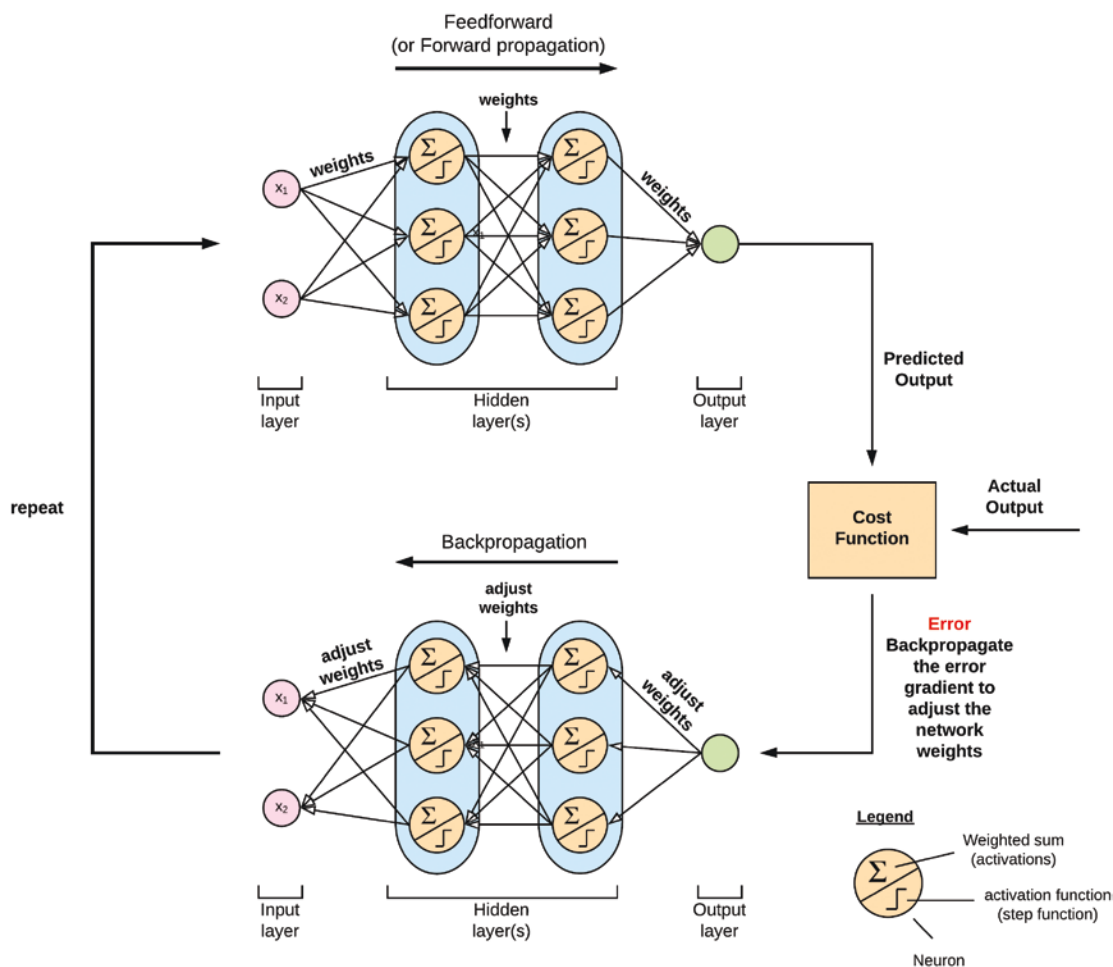 Feedforward
(or Forward propagation)
weights
weights
weights
x₁
x₂
Σ
Σ
Σ
Σ
Σ
Σ
Input
layer
Hidden
layer(s)
Output
layer
Predicted
Output
repeat
Cost
Function
Actual
Output
Backpropagation
adjust
weights
adjust
weights
adjust
weights
x₁
x₂
Σ
Σ
Σ
Σ
Σ
Σ
Error
Backpropagate
the error
gradient to
adjust the
network
weights
Input
layer
Hidden
layer(s)
Output
layer
Legend
Σ
Weighted sum
(activations)
activation function
(step function)
Neuron